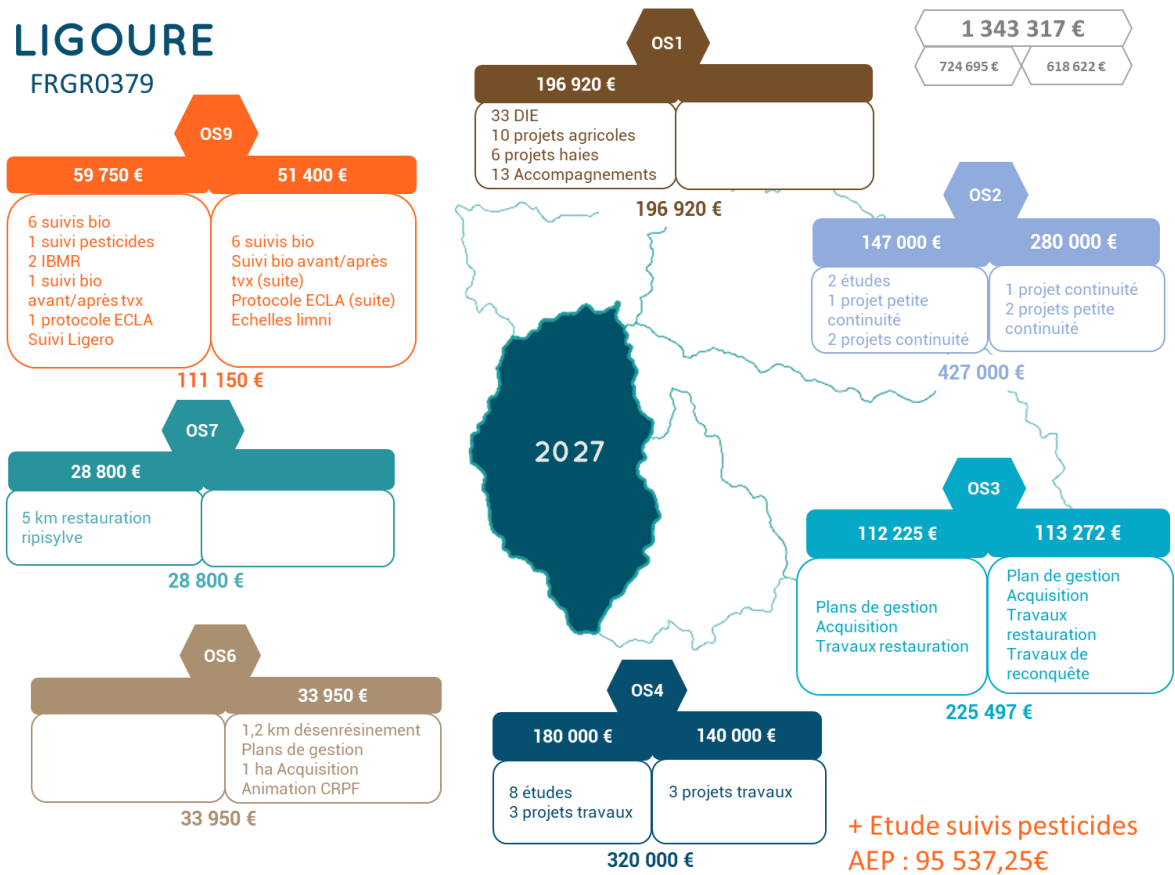 LIGOURE
FRGR0379
1 343 317 €
724 695 €
618 622 €
OS1
196 920 €
33 DIE
10 projets agricoles
6 projets haies
13 Accompagnements
196 920 €
OS9
59 750 €
51 400 €
6 suivis bio
1 suivi pesticides
2 IBMR
1 suivi bio
avant/après tvx
1 protocole ECLA
Suivi Ligero
6 suivis bio
Suivi bio avant/après
tvx (suite)
Protocole ECLA (suite)
Echelles limni
111 150 €
OS2
147 000 €
280 000 €
2 études
1 projet petite
continuité
2 projets continuité
1 projet continuité
2 projets petite
continuité
427 000 €
2027
OS7
28 800 €
5 km restauration
ripisylve
28 800 €
OS3
112 225 €
113 272 €
Plans de gestion
Acquisition
Travaux restauration
Plan de gestion
Acquisition
Travaux
restauration
Travaux de
reconquête
225 497 €
OS6
33 950 €
1,2 km désenrésinement
Plans de gestion
1 ha Acquisition
Animation CRPF
33 950 €
OS4
180 000 €
140 000 €
8 études
3 projets travaux
3 projets travaux
320 000 €
+ Etude suivis pesticides
AEP : 95 537,25€